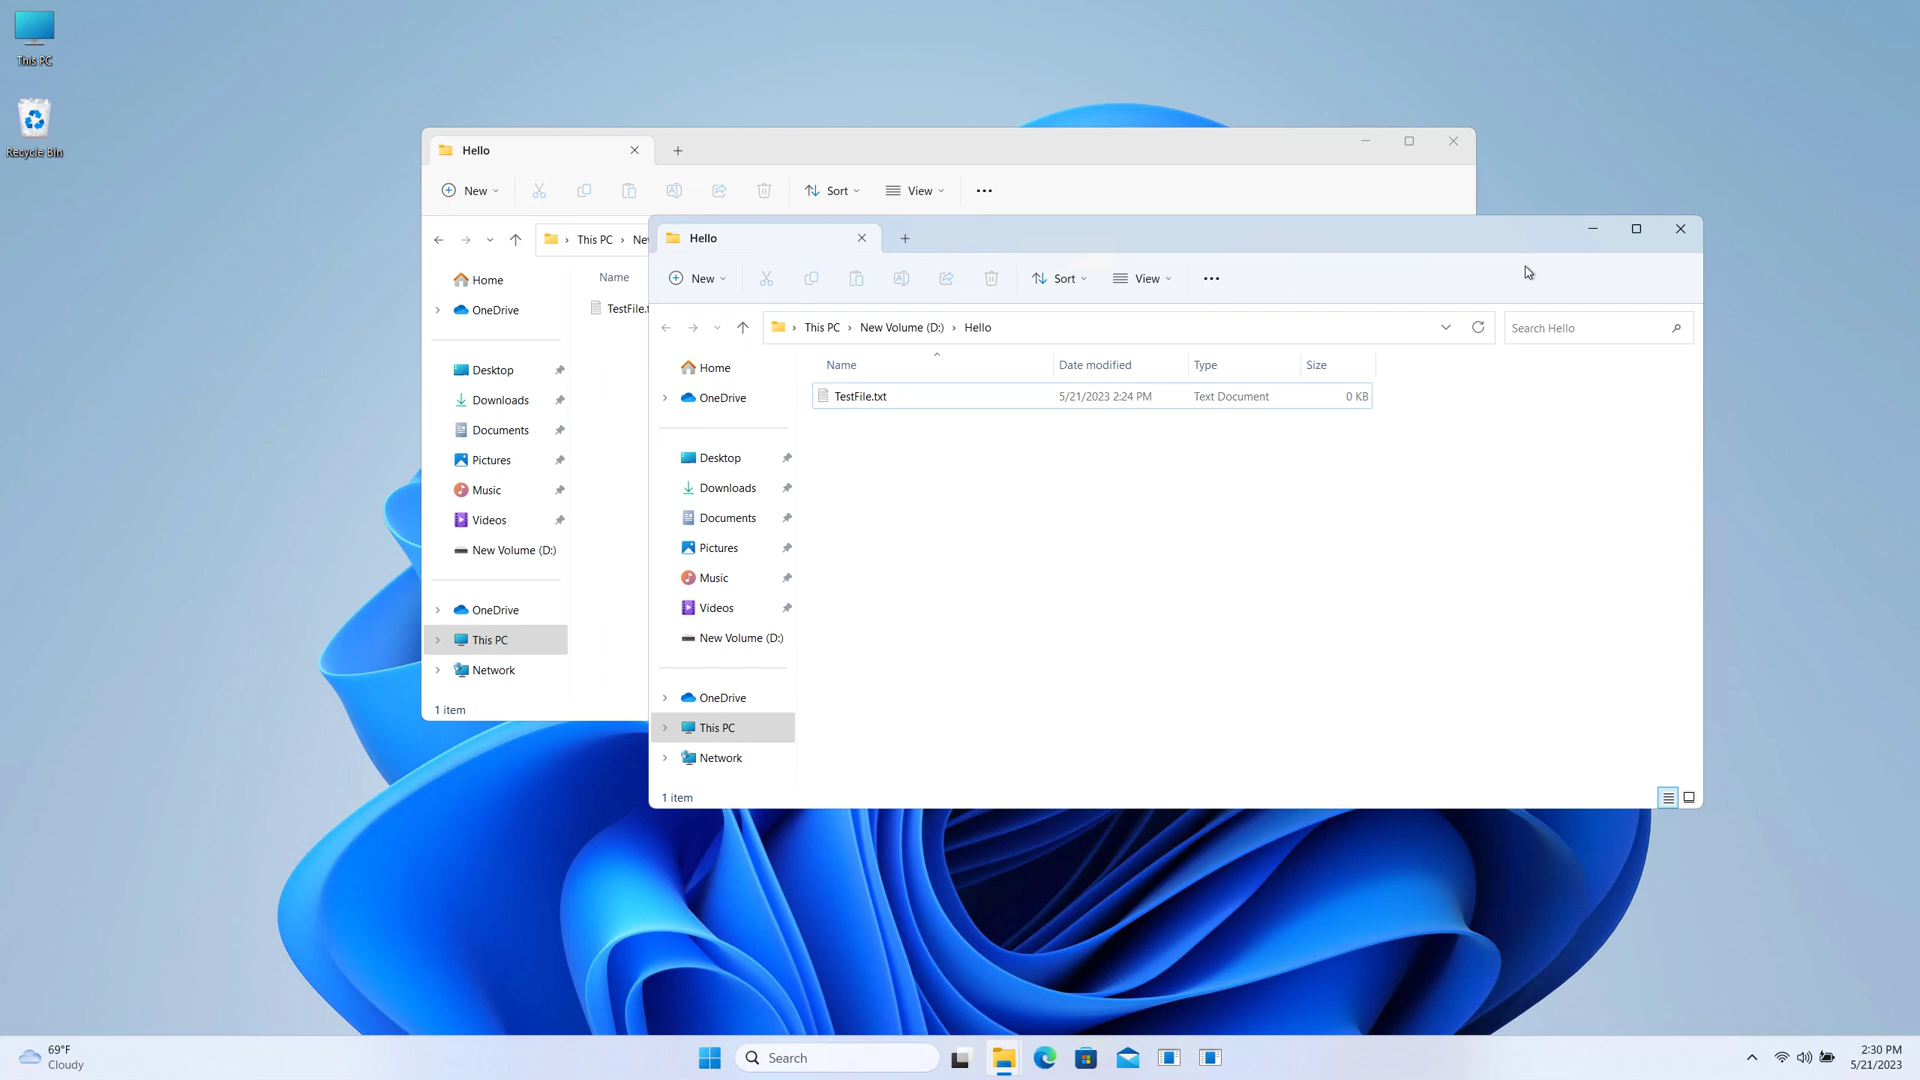 This PC
Recycle Bin
Hello
New
Sort
View
This PC
Home
OneDrive
Desktop
Downloads
Documents
Pictures
Music
Videos
New Volume (D:)
OneDrive
This PC
Network
1 item
Name
Hello
New
Sort
View
This PC > New Volume (D:) > Hello
Search Hello
Home
OneDrive
Desktop
Downloads
Documents
Pictures
Music
Videos
New Volume (D:)
OneDrive
This PC
Network
Name Date modified Type Size
TestFile.txt 5/21/2023 2:24 PM Text Document 0 KB
1 item
69°F
Cloudy
Search
2:30 PM
5/21/2023